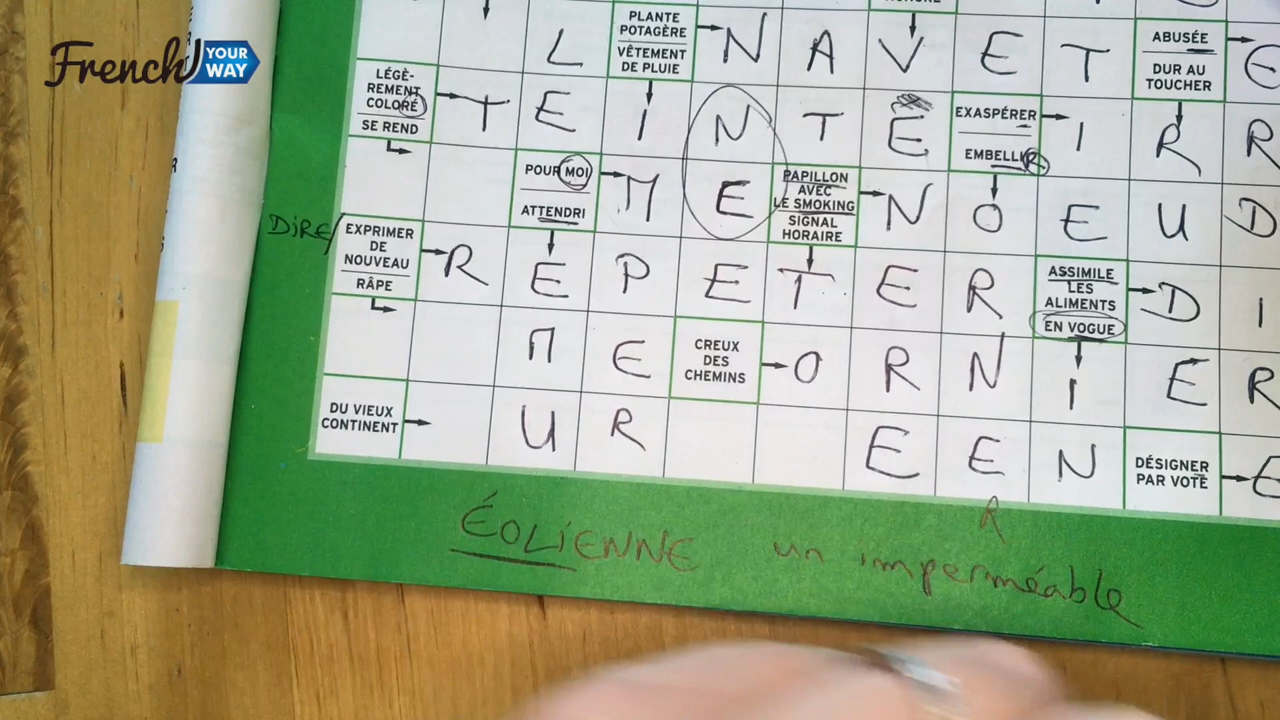 French YOUR WAY
L
PLANTE POTAGÈRE
VÊTEMENT DE PLUIE
N A V E T
ABUSÉE
DUR AU TOUCHER
E
LÉGÈ-
REMENT
COLORÉ
SE REND
T E I N T E
EXASPÉRER
EMBELLIR
I R R
POUR MOI
ATTENDRI
M E
PAPILLON
AVEC
LE SMOKING
SIGNAL
HORAIRE
N O E U D
DIRE/
EXPRIMER
DE
NOUVEAU
RÂPE
R E P E T E R
ASSIMILE
LES
ALIMENTS
EN VOGUE
D I
M E
CREUX
DES
CHEMINS
O R N I E R
DU VIEUX
CONTINENT
U R E E N
DÉSIGNER
PAR VOTE
E
R
ÉOLIENNE un imperméable